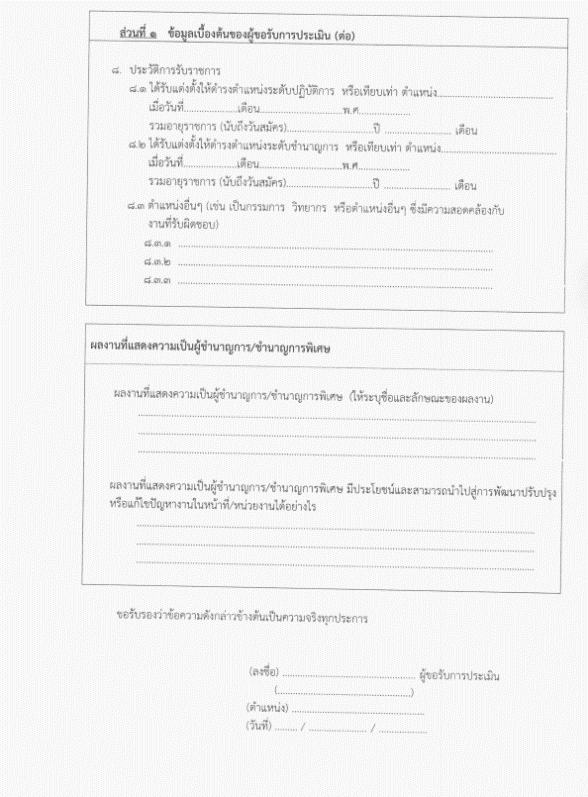 ส่วนที่ ๑ ข้อมูลเบื้องต้นของผู้ขอรับการประเมิน (ต่อ)
๘. ประวัติการรับราชการ
๘.๑ ได้รับแต่งตั้งให้ดำรงตำแหน่งระดับปฏิบัติการ หรือเทียบเท่า ตำแหน่ง........................................
เมื่อวันที่....................เดือน..............................พ.ศ...................
รวมอายุราชการ (นับถึงวันสมัคร)..............................ปี ........................ เดือน
๘.๒ ได้รับแต่งตั้งให้ดำรงตำแหน่งระดับชำนาญการ หรือเทียบเท่า ตำแหน่ง........................................
เมื่อวันที่....................เดือน..............................พ.ศ...................
รวมอายุราชการ (นับถึงวันสมัคร)..............................ปี ........................ เดือน
๘.๓ ตำแหน่งอื่นๆ (เช่น เป็นกรรมการ วิทยากร หรือตำแหน่งอื่นๆ ซึ่งมีความสอดคล้องกับ
งานที่รับผิดชอบ)
๘.๓.๑ ................................................................................
๘.๓.๒ ................................................................................
๘.๓.๓ ................................................................................
ผลงานที่แสดงความเป็นผู้ชำนาญการ/ชำนาญการพิเศษ
ผลงานที่แสดงความเป็นผู้ชำนาญการ/ชำนาญการพิเศษ (ให้ระบุชื่อและลักษณะของผลงาน)
................................................................................
................................................................................
................................................................................
ผลงานที่แสดงความเป็นผู้ชำนาญการ/ชำนาญการพิเศษ มีประโยชน์และสามารถนำไปสู่การพัฒนาปรับปรุง
หรือแก้ไขปัญหางานในหน้าที่/หน่วยงานได้อย่างไร
................................................................................
................................................................................
................................................................................
ขอรับรองว่าข้อความดังกล่าวข้างต้นเป็นความจริงทุกประการ
(ลงชื่อ) ............................................. ผู้ขอรับการประเมิน
(.............................................)
(ตำแหน่ง) .............................................
(วันที่) ........ / .................... / .................